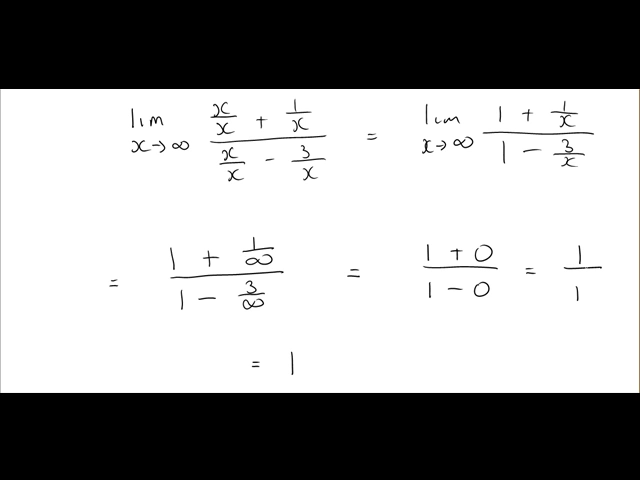 lim x→∞ (x/x + 1/x)/(x/x − 3/x) = lim x→∞ (1 + 1/x)/(1 − 3/x)
= (1 + 1/∞)/(1 − 3/∞) = (1 + 0)/(1 − 0) = 1/1
= 1